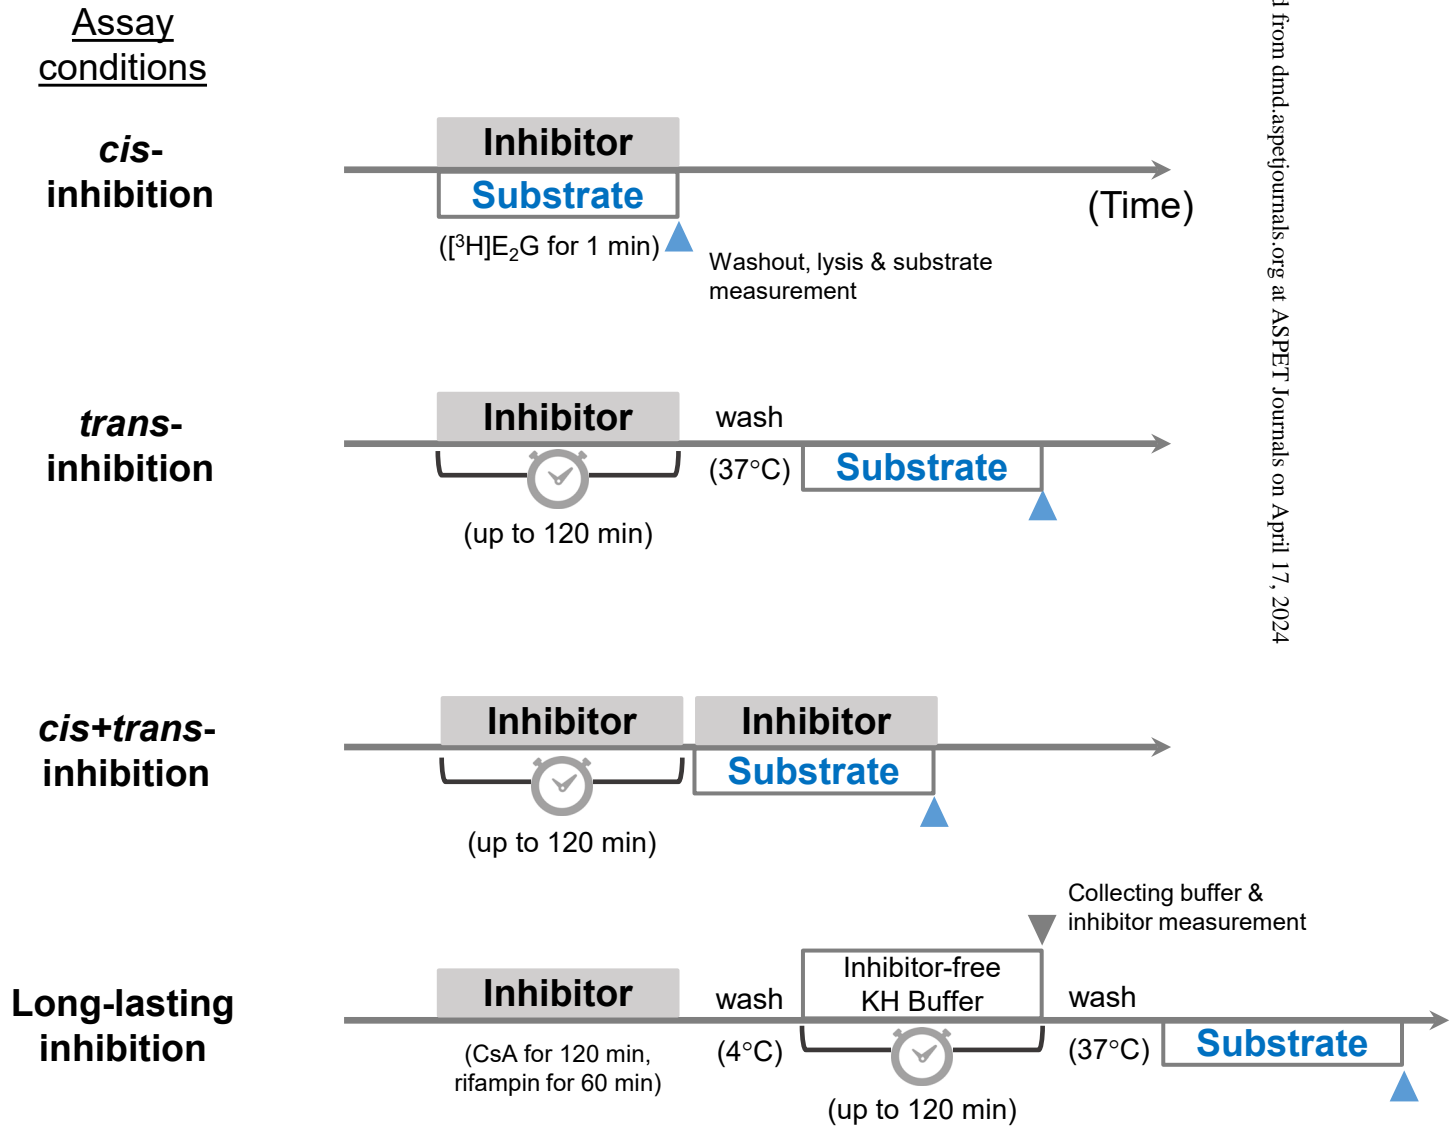 Assay
conditions
cis-
inhibition
Inhibitor
Substrate
([³H]E₂G for 1 min)
(Time)
Washout, lysis & substrate
measurement
trans-
inhibition
Inhibitor
wash
(37°C)
Substrate
(up to 120 min)
cis+trans-
inhibition
Inhibitor
Inhibitor
Substrate
(up to 120 min)
Collecting buffer &
inhibitor measurement
Long-lasting
inhibition
Inhibitor
(CsA for 120 min,
rifampin for 60 min)
wash
(4°C)
Inhibitor-free
KH Buffer
(up to 120 min)
wash
(37°C)
Substrate
d from dmd.aspetjournals.org at ASPET Journals on April 17, 2024